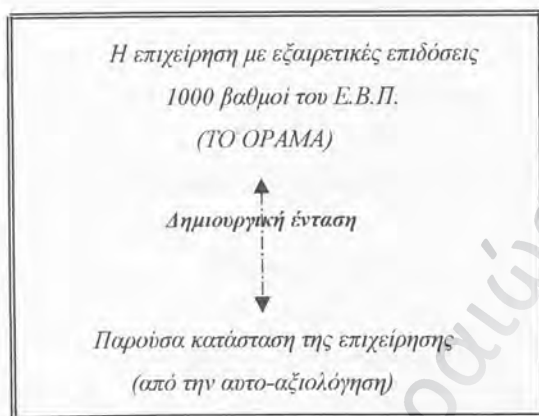 Η επιχείρηση με εξαιρετικές επιδόσεις
1000 βαθμοί του Ε.Β.Π.
(ΤΟ ΟΡΑΜΑ)
Δημιουργική ένταση
Παρούσα κατάσταση της επιχείρησης
(από την αυτο-αξιολόγηση)